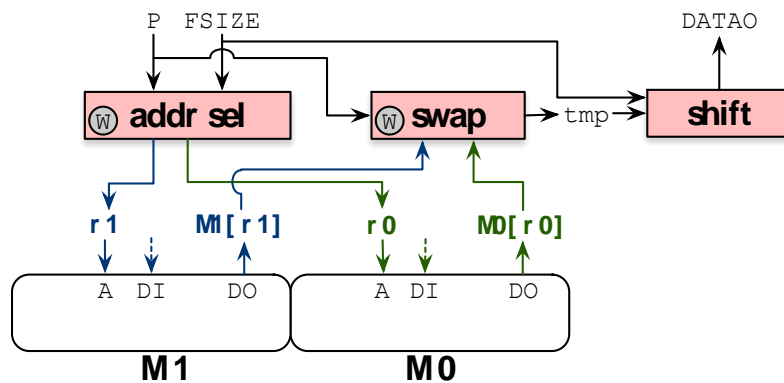 P FSIZE DATAO
W addr sel W swap tmp shift
r1 M1[r1] r0 M0[r0]
A DI DO A DI DO
M1 M0